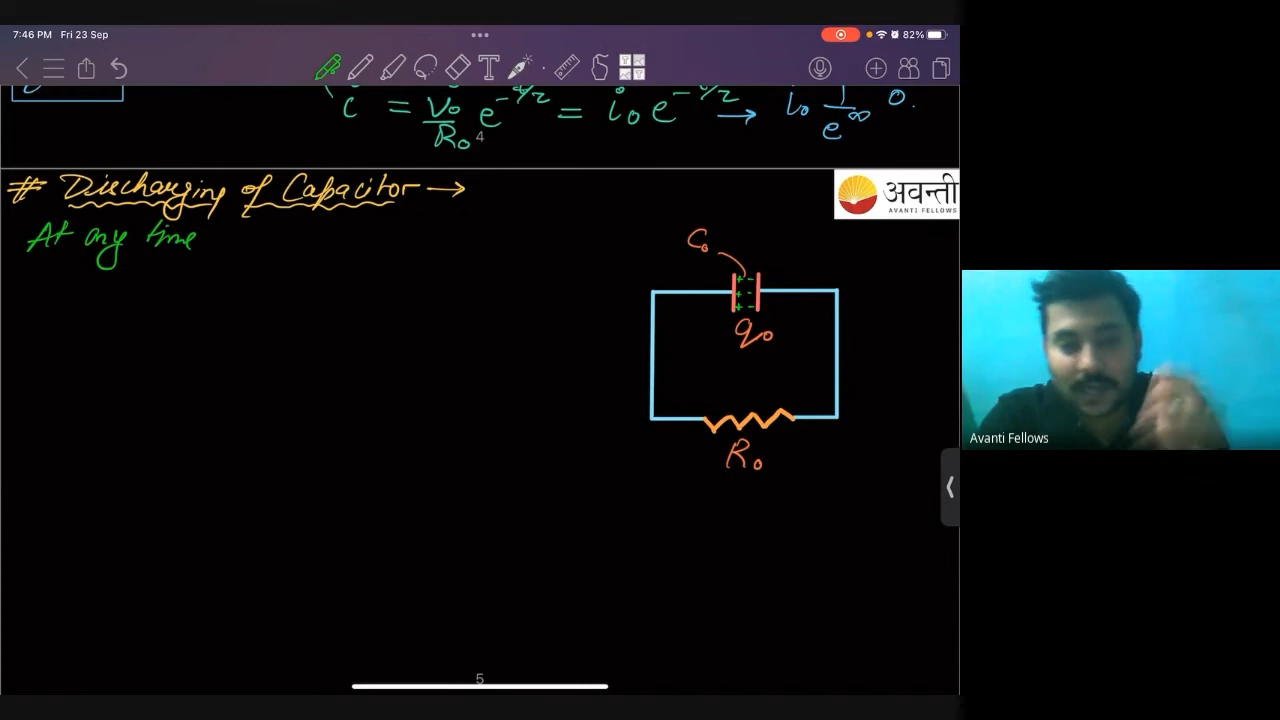 7:46 PM Fri 23 Sep
82%
i = V₀/R₀ e^-t/τ = i₀ e^-t/τ → i₀ 1/e^∞ 0.
4
# Discharging of Capacitor →
अवन्ती
AVANTI FELLOWS
At any time
C₀
+ -
+ -
+ -
q₀
R₀
Avanti Fellows
5